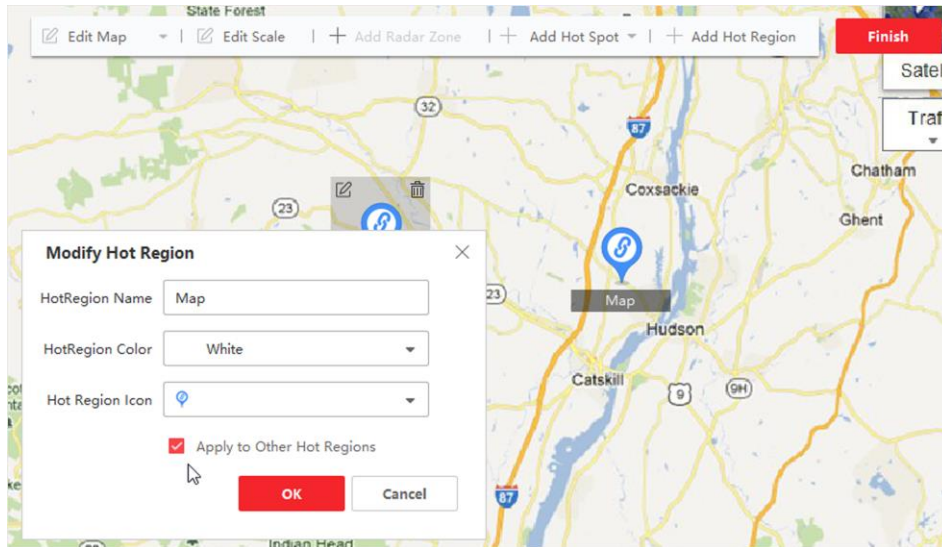 State Forest
Edit Map
Edit Scale
Add Radar Zone
Add Hot Spot
Add Hot Region
Finish
32
87
Chatham
Coxsackie
23
Ghent
Modify Hot Region
HotRegion Name
Map
23
Map
HotRegion Color
White
Hudson
Catskill
Hot Region Icon
9
9H
Apply to Other Hot Regions
OK
Cancel
87
Indian Head